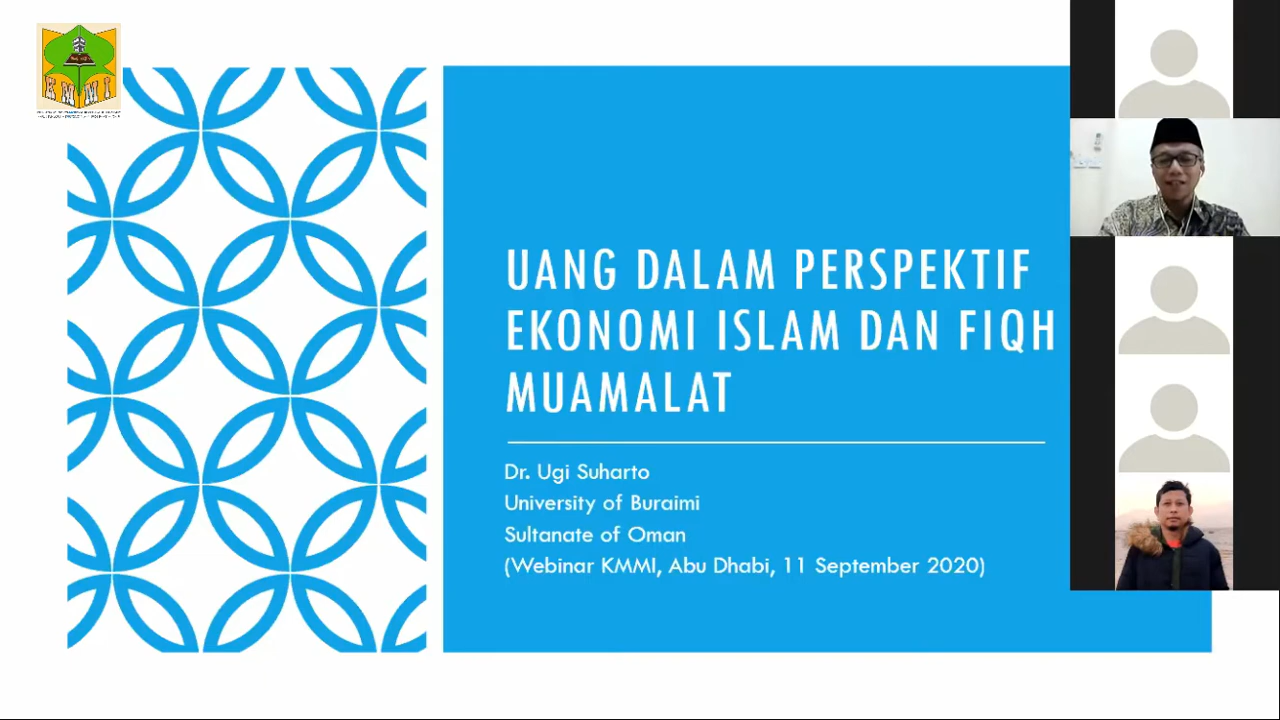 KMMI
UANG DALAM PERSPEKTIF
EKONOMI ISLAM DAN FIQH
MUAMALAT
Dr. Ugi Suharto
University of Buraimi
Sultanate of Oman
(Webinar KMMI, Abu Dhabi, 11 September 2020)